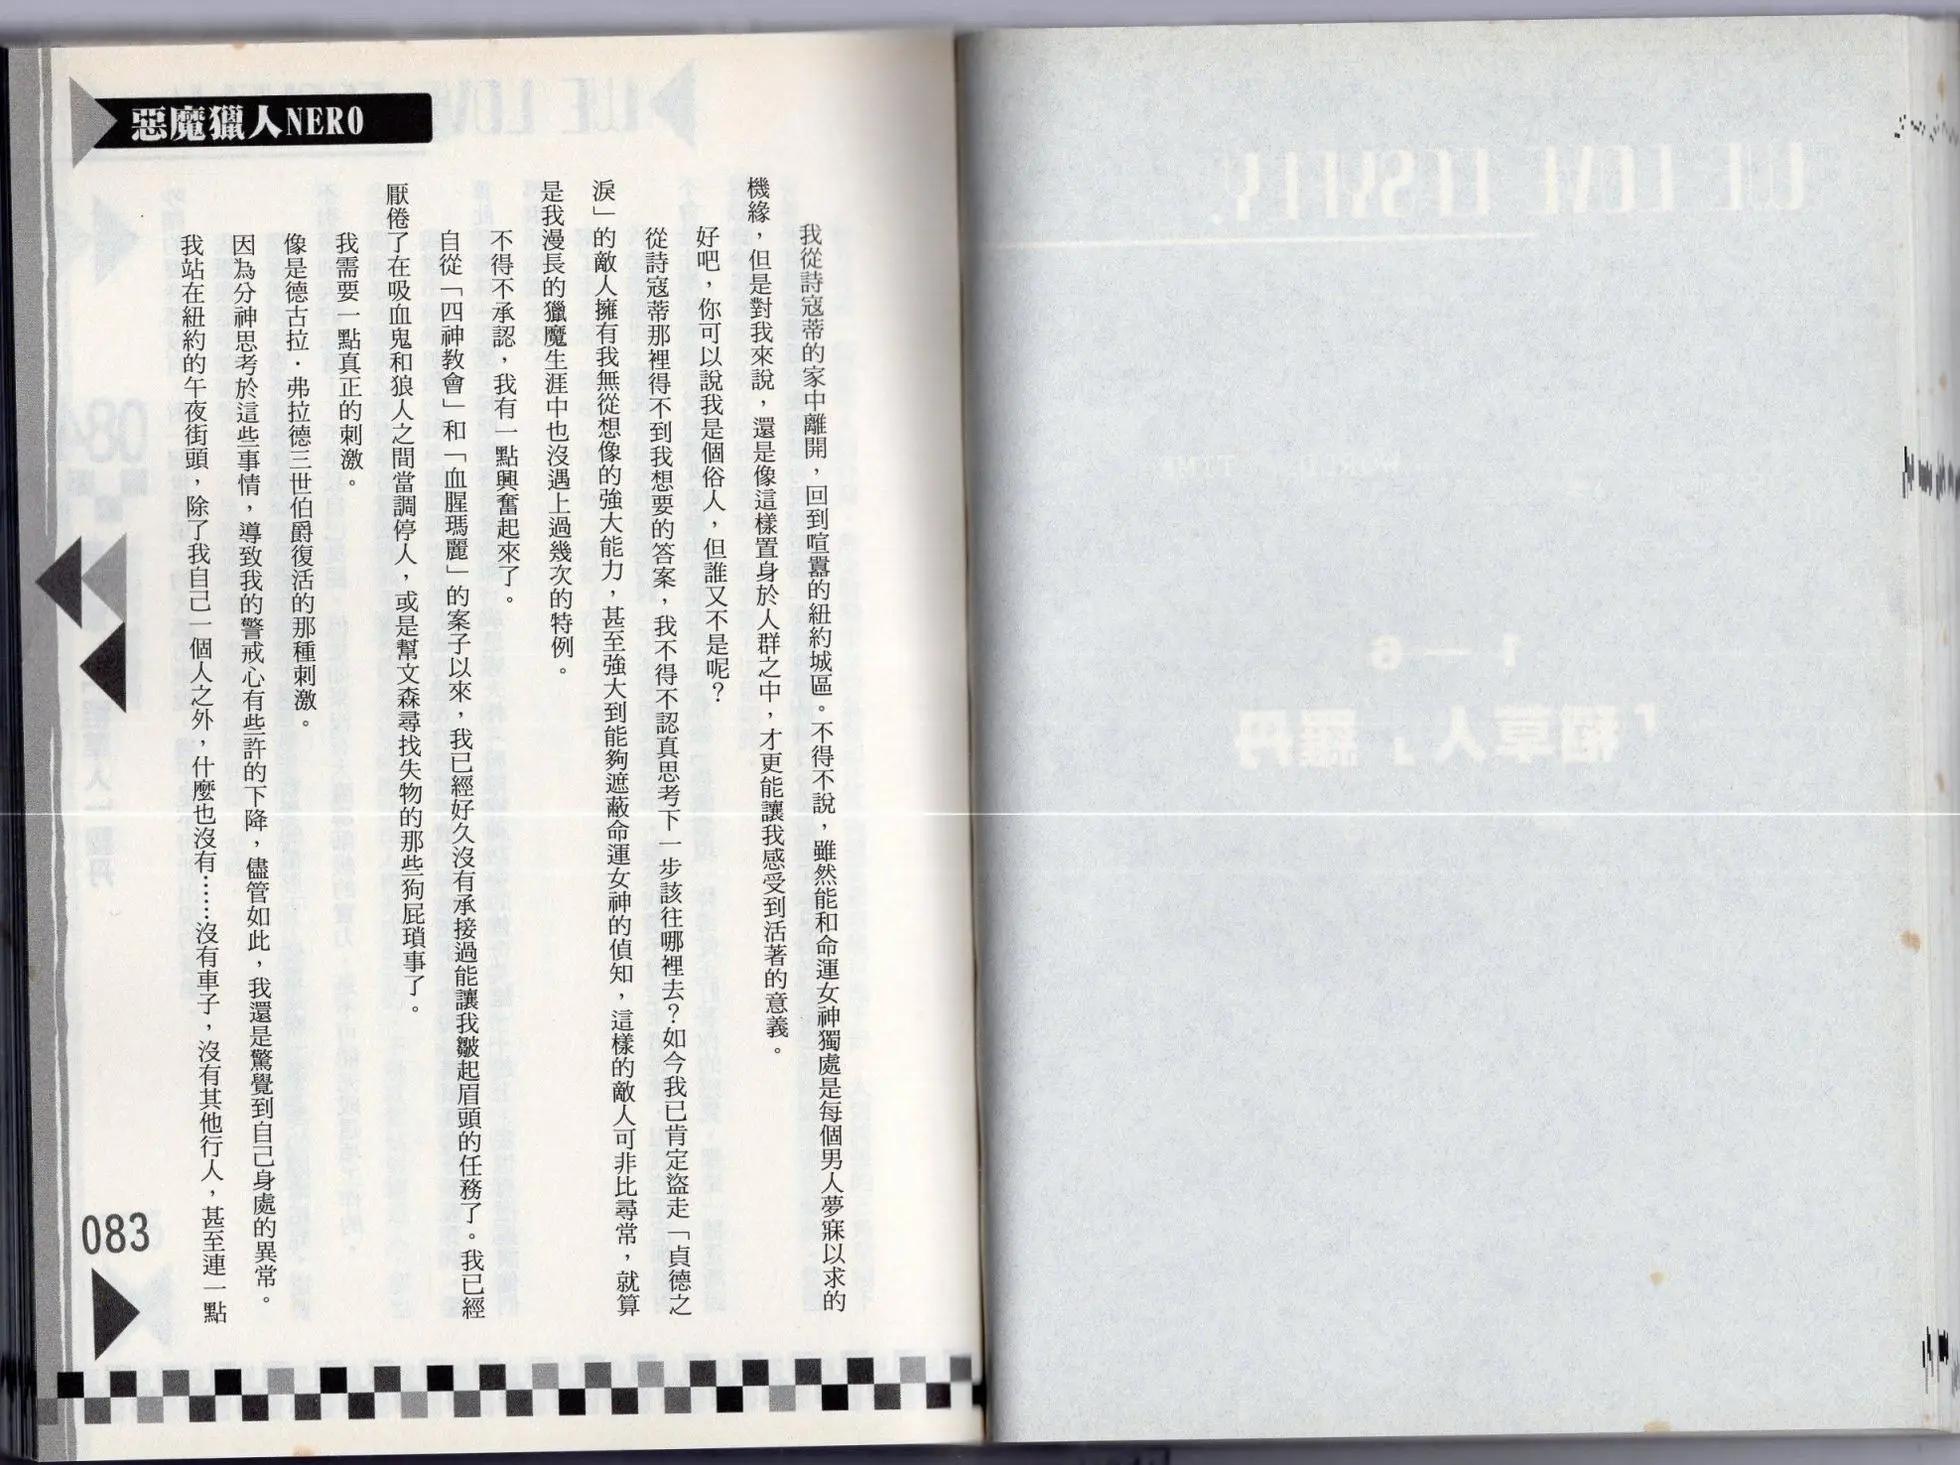 惡魔獵人NERO
我從詩寇蒂的家中離開，回到喧囂的紐約城區。不得不說，雖然能和命運女神獨處是每個男人夢寐以求的
機緣，但是對我來說，還是像這樣置身於人群之中，才更能讓我感受到活著的意義。
好吧，你可以說我是個俗人，但誰又不是呢？
從詩寇蒂那裡得不到我想要的答案，我不得不認真思考下一步該往哪裡去？如今我已肯定盜走「貞德之
淚」的敵人擁有我無從想像的強大能力，甚至強大到能夠遮蔽命運女神的偵知，這樣的敵人可非比尋常，就算
是我漫長的獵魔生涯中也沒遇上過幾次的特例。
不得不承認，我有一點興奮起來了。
自從「四神教會」和「血腥瑪麗」的案子以來，我已經好久沒有承接過能讓我皺起眉頭的任務了。我已經
厭倦了在吸血鬼和狼人之間當調停人，或是幫文森尋找失物的那些狗屁瑣事了。
我需要一點真正的刺激。
像是德古拉．弗拉德三世伯爵復活的那種刺激。
因為分神思考於這些事情，導致我的警戒心有些許的下降，儘管如此，我還是驚覺到自己身處的異常。
我站在紐約的午夜街頭，除了我自己一個人之外，什麼也沒有……沒有車子，沒有其他行人，甚至連一點
083
WE LOVE
1—6
「稻草人」羅丹